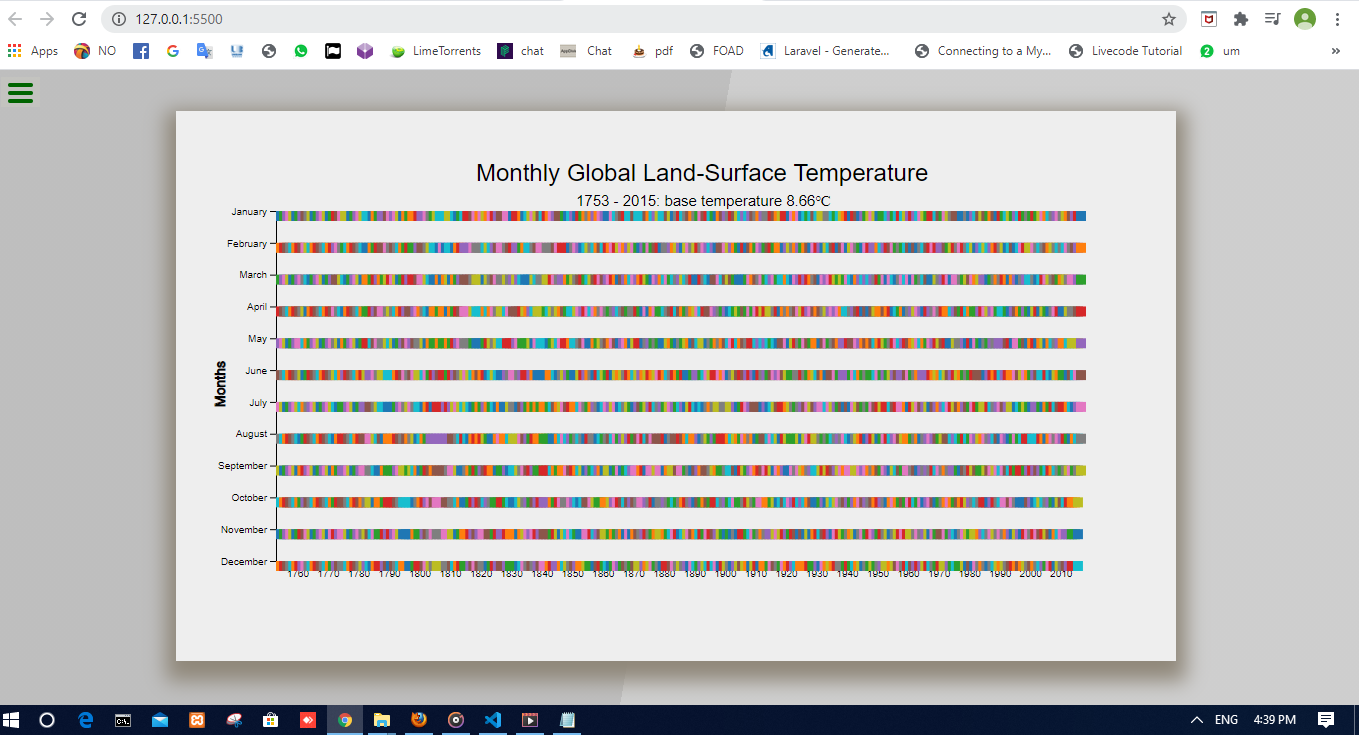 127.0.0.1:5500
Apps NO LimeTorrents chat Chat pdf FOAD Laravel - Generate... Connecting to a My... Livecode Tutorial 2 um »
Monthly Global Land-Surface Temperature
1753 - 2015: base temperature 8.66℃
January
February
March
April
May
Months
June
July
August
September
October
November
December
1760 1770 1780 1790 1800 1810 1820 1830 1840 1850 1860 1870 1880 1890 1900 1910 1920 1930 1940 1950 1960 1970 1980 1990 2000 2010
ENG 4:39 PM